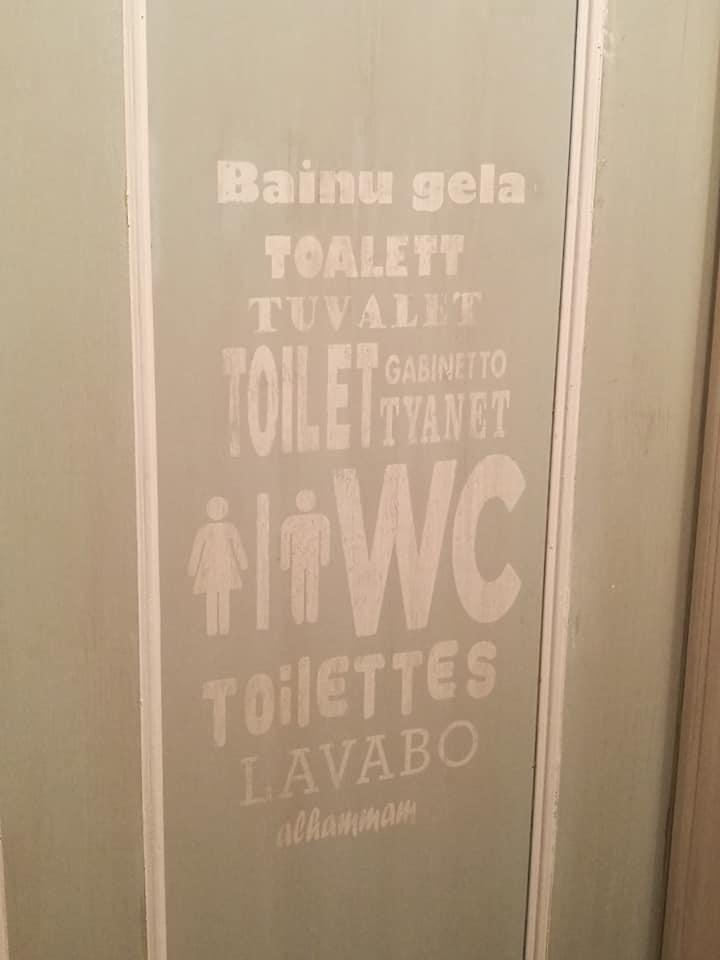 Bainu gela
TOALETT
TUVALET
TOILET
GABINETTO
TYANET
WC
TOilETTES
LAVABO
alhammam